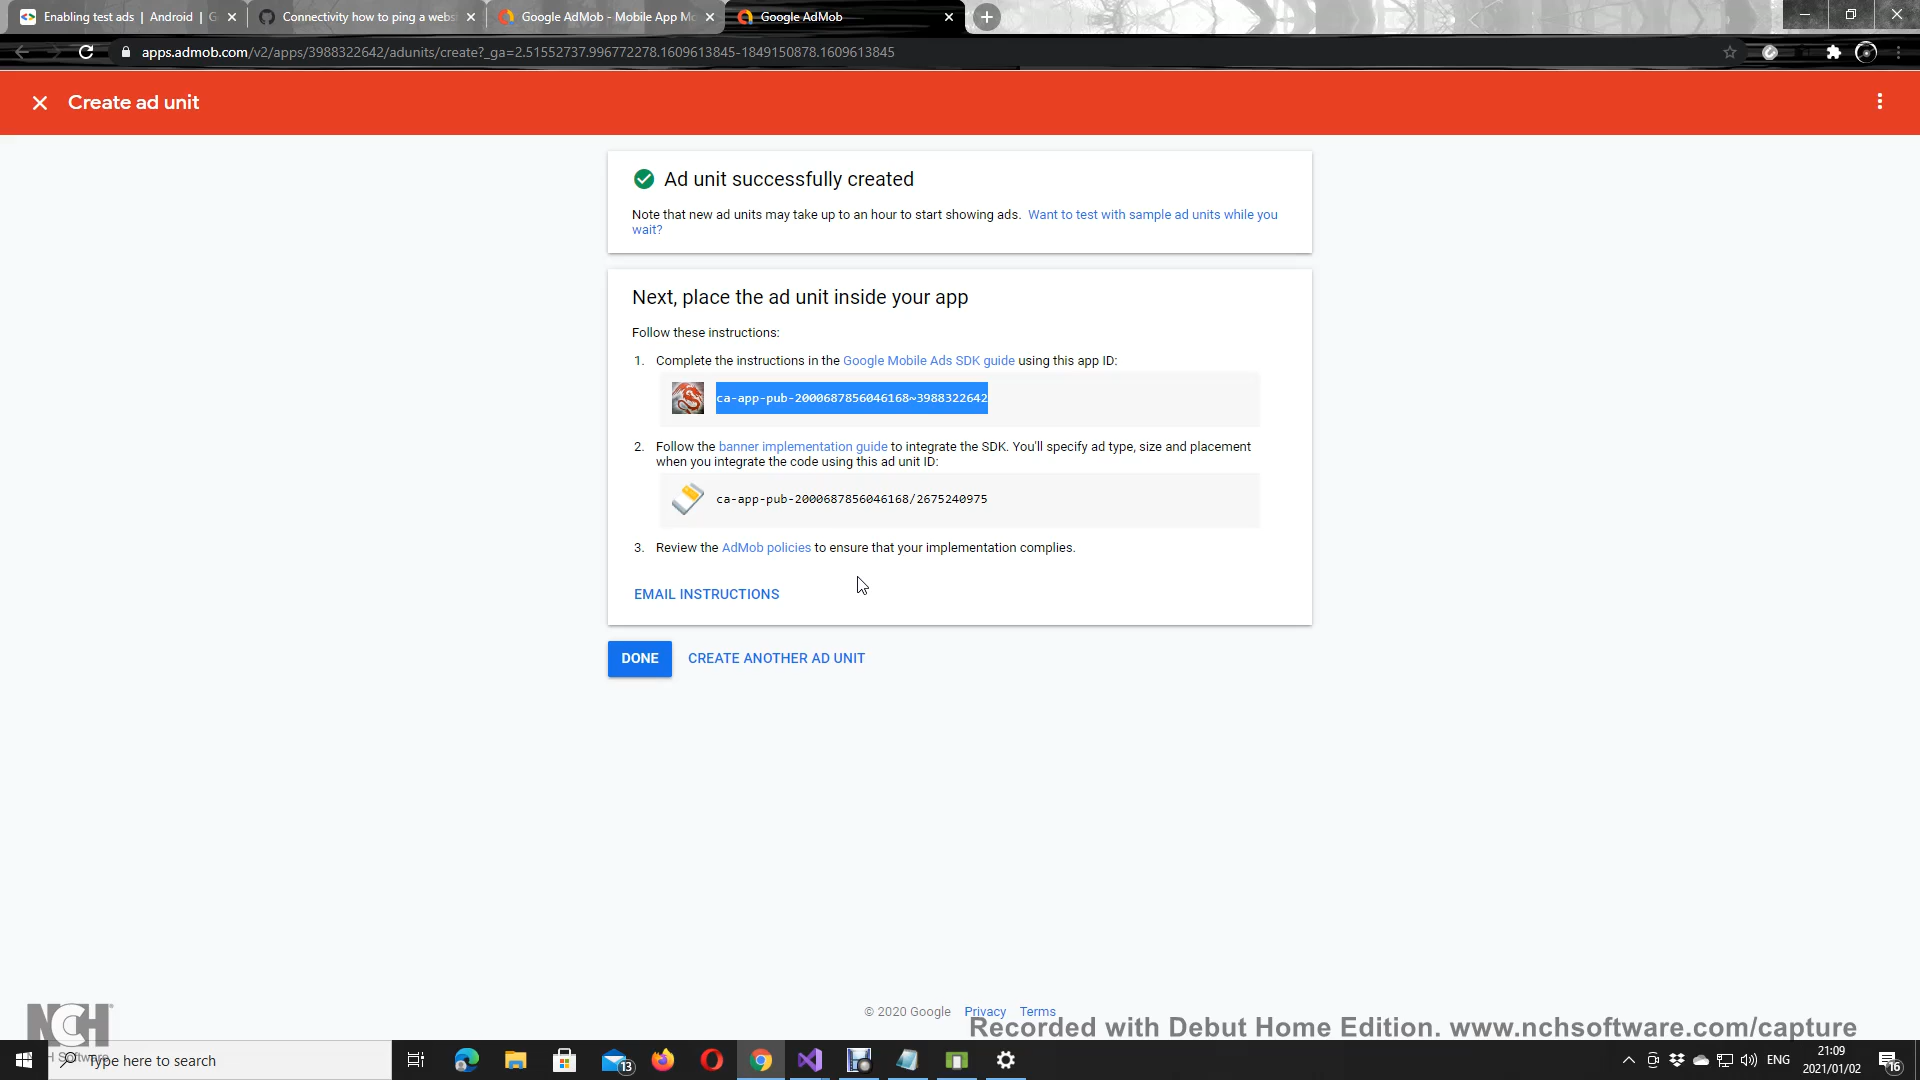 Enabling test ads | Android | G
Connectivity how to ping a webs
Google AdMob - Mobile App Mo
Google AdMob
apps.admob.com/v2/apps/3988322642/adunits/create?_ga=2.51552737.996772278.1609613845-1849150878.1609613845
Create ad unit
Ad unit successfully created
Note that new ad units may take up to an hour to start showing ads. Want to test with sample ad units while you
wait?
Next, place the ad unit inside your app
Follow these instructions:
1. Complete the instructions in the Google Mobile Ads SDK guide using this app ID:
ca-app-pub-2000687856046168~3988322642
2. Follow the banner implementation guide to integrate the SDK. You'll specify ad type, size and placement
when you integrate the code using this ad unit ID:
ca-app-pub-2000687856046168/2675240975
3. Review the AdMob policies to ensure that your implementation complies.
EMAIL INSTRUCTIONS
DONE
CREATE ANOTHER AD UNIT
© 2020 Google Privacy Terms
NCH
Recorded with Debut Home Edition. www.nchsoftware.com/capture
NCH Software
Type here to search
13
ENG
21:09
2021/01/02
16